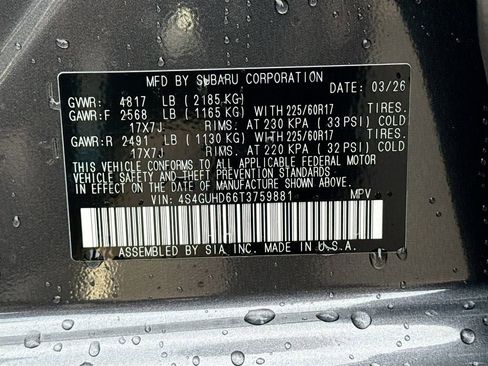 MFD BY SUBARU CORPORATION
DATE: 03/26
GVWR: 4817 LB (2185 KG)
GAWR:F 2568 LB (1165 KG) WITH 225/60R17 TIRES.
17X7J RIMS. AT 230 KPA (33 PSI) COLD
GAWR:R 2491 LB (1130 KG) WITH 225/60R17 TIRES.
17X7J RIMS. AT 220 KPA (32 PSI) COLD
THIS VEHICLE CONFORMS TO ALL APPLICABLE FEDERAL MOTOR
VEHICLE SAFETY AND THEFT PREVENTION STANDARDS IN
EFFECT ON THE DATE OF MANUFACTURE SHOWN ABOVE.
VIN: 4S4GUHD66T3759881 MPV
ASSEMBLED BY SIA INC. MADE IN U.S.A.